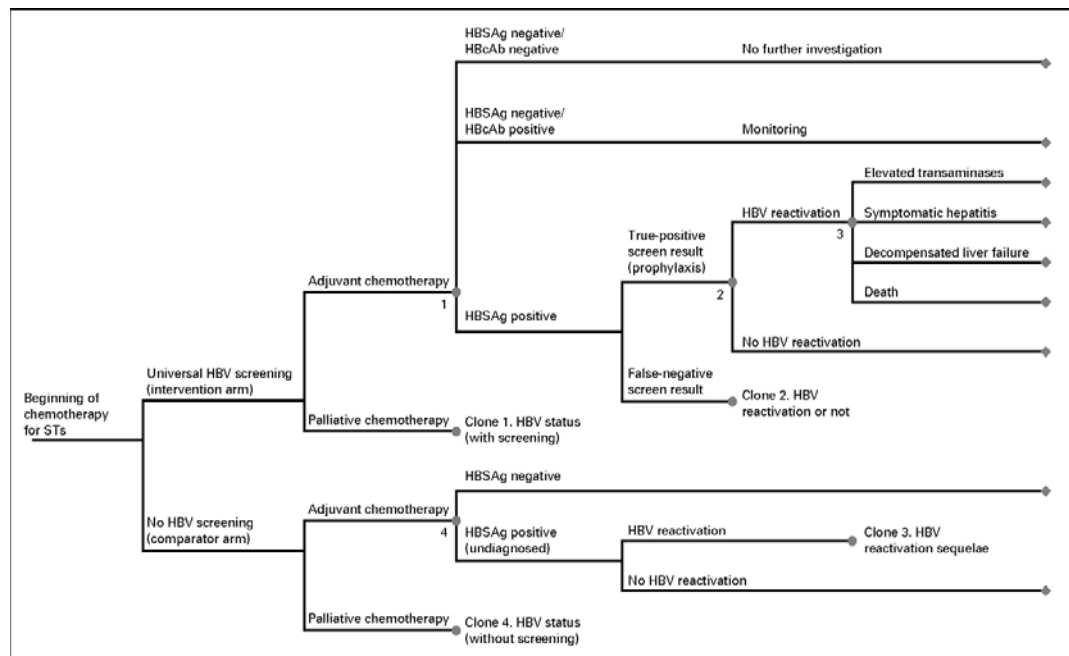 HBSAg negative/
HBcAb negative
No further investigation
HBSAg negative/
HBcAb positive
Monitoring
Elevated transaminases
HBV reactivation
Symptomatic hepatitis
3
True-positive
screen result
(prophylaxis)
Decompensated liver failure
Adjuvant chemotherapy
1
2
Death
HBSAg positive
No HBV reactivation
Universal HBV screening
(intervention arm)
False-negative
screen result
Clone 2. HBV
reactivation or not
Beginning of
chemotherapy
for STs
Palliative chemotherapy
Clone 1. HBV status
(with screening)
HBSAg negative
Adjuvant chemotherapy
4
No HBV screening
(comparator arm)
HBSAg positive
(undiagnosed)
HBV reactivation
Clone 3. HBV
reactivation sequelae
No HBV reactivation
Palliative chemotherapy
Clone 4. HBV status
(without screening)